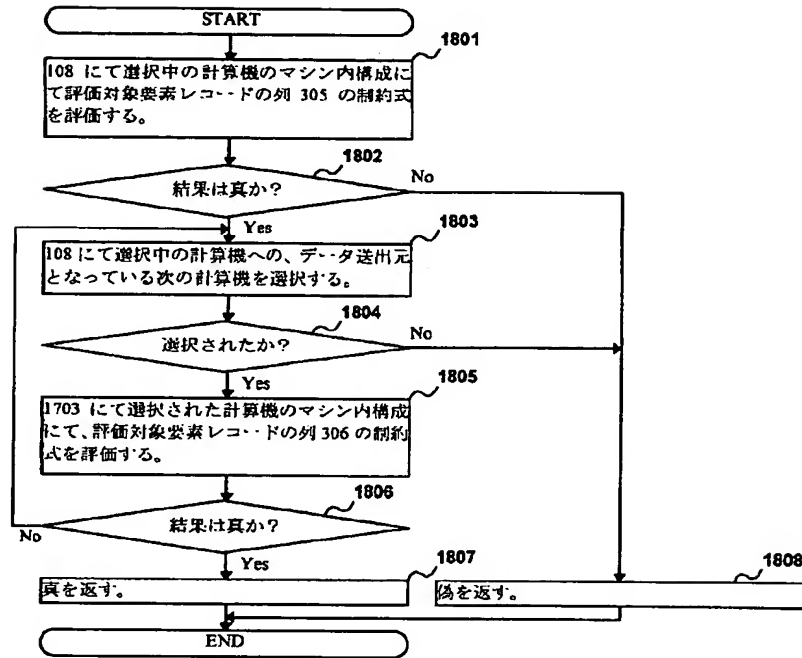 START
1801
108 にて選択中の計算機のマシン内構成に
て評価対象要素レコードの列 305 の制約式
を評価する。
1802
結果は真か?
No
Yes
1803
108 にて選択中の計算機への、データ送出元
となっている次の計算機を選択する。
1804
選択されたか?
No
Yes
1805
1703 にて選択された計算機のマシン内構成
にて、評価対象要素レコードの列 306 の制約
式を評価する。
1806
結果は真か?
No
Yes
1807
真を返す。
1808
偽を返す。
END